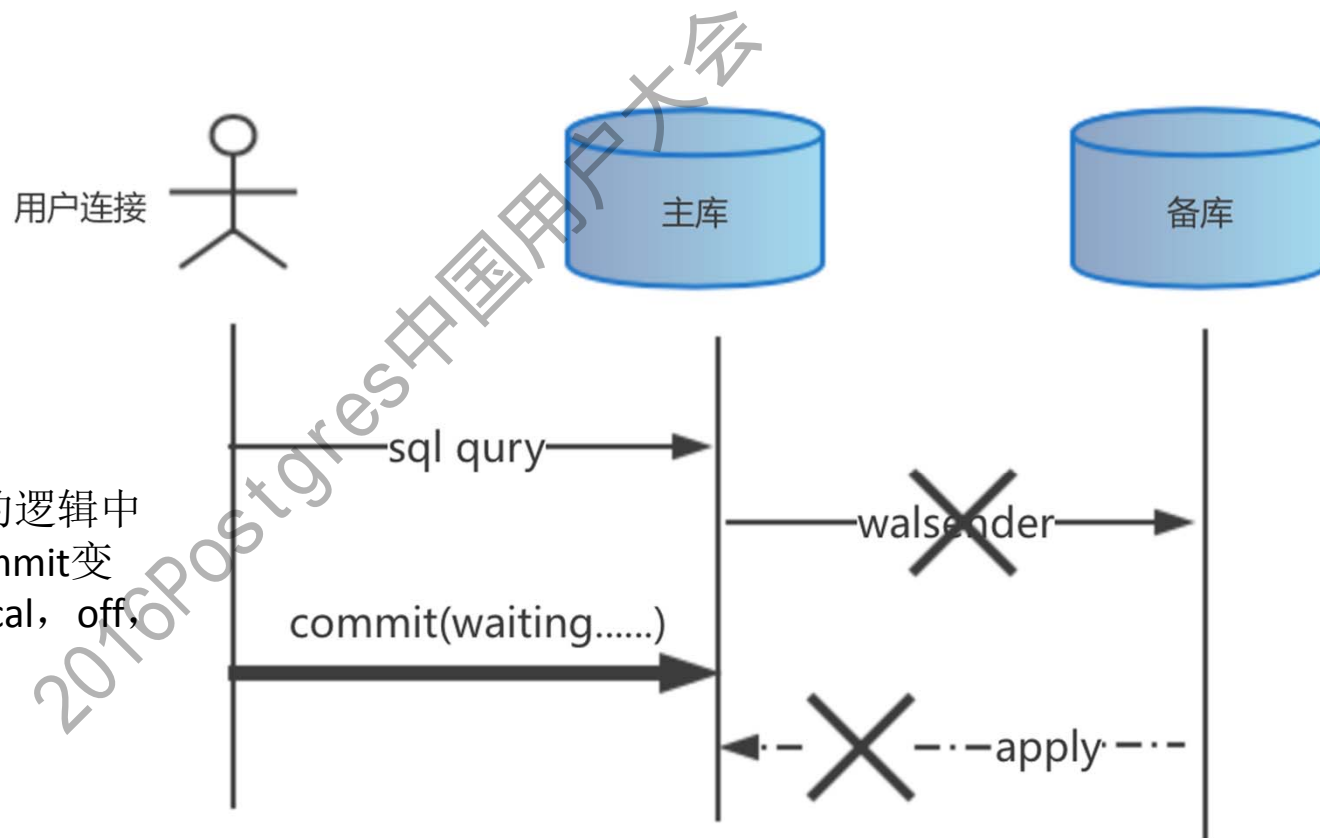 用户连接
主库
备库
sql qury
walsender
的逻辑中
mmit变
cal，off，
commit(waiting......)
apply
2016Postgres中国用户大会